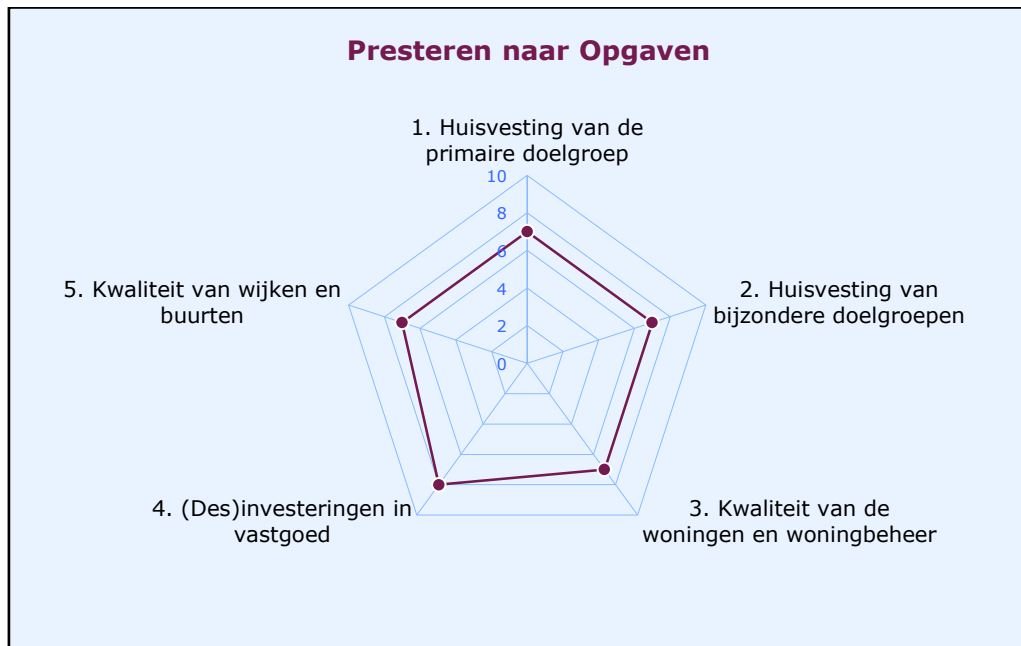 Presteren naar Opgaven
1. Huisvesting van de
primaire doelgroep
10
8
6
4
2
0
2. Huisvesting van
bijzondere doelgroepen
3. Kwaliteit van de
woningen en woningbeheer
4. (Des)investeringen in
vastgoed
5. Kwaliteit van wijken en
buurten